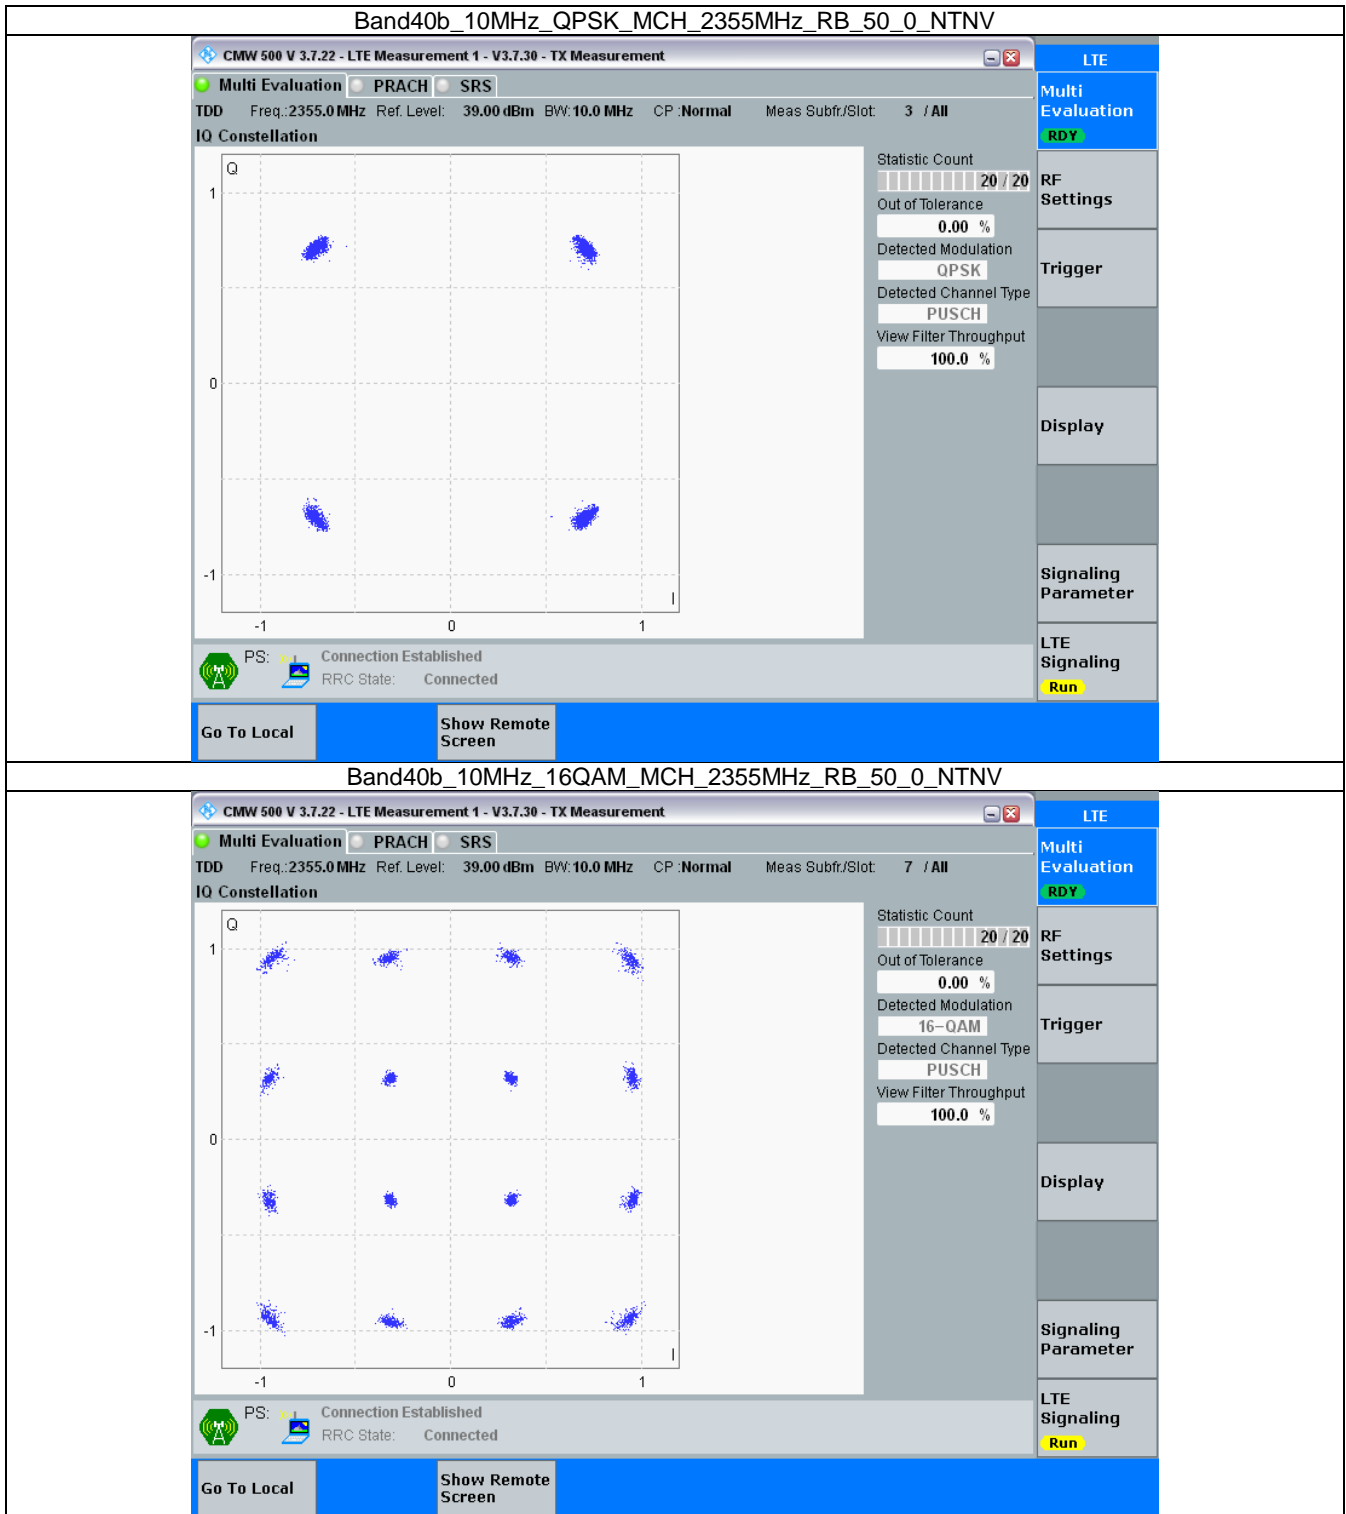 Band40b_10MHz_QPSK_MCH_2355MHz_RB_50_0_NTNV
CMW 500 V 3.7.22 - LTE Measurement 1 - V3.7.30 - TX Measurement
LTE
Multi Evaluation PRACH SRS
Multi
Evaluation
RDY
TDD Freq.:2355.0 MHz Ref. Level: 39.00 dBm BW:10.0 MHz CP :Normal Meas Subfr./Slot: 3 / All
IQ Constellation
Q
1
0
-1
-1 0 1
I
Statistic Count
20 / 20
Out of Tolerance
0.00 %
Detected Modulation
QPSK
Detected Channel Type
PUSCH
View Filter Throughput
100.0 %
RF
Settings
Trigger
Display
Signaling
Parameter
LTE
Signaling
Run
PS: Connection Established
RRC State: Connected
Go To Local
Show Remote
Screen
Band40b_10MHz_16QAM_MCH_2355MHz_RB_50_0_NTNV
CMW 500 V 3.7.22 - LTE Measurement 1 - V3.7.30 - TX Measurement
LTE
Multi Evaluation PRACH SRS
Multi
Evaluation
RDY
TDD Freq.:2355.0 MHz Ref. Level: 39.00 dBm BW:10.0 MHz CP :Normal Meas Subfr./Slot: 7 / All
IQ Constellation
Q
1
0
-1
-1 0 1
I
Statistic Count
20 / 20
Out of Tolerance
0.00 %
Detected Modulation
16-QAM
Detected Channel Type
PUSCH
View Filter Throughput
100.0 %
RF
Settings
Trigger
Display
Signaling
Parameter
LTE
Signaling
Run
PS: Connection Established
RRC State: Connected
Go To Local
Show Remote
Screen